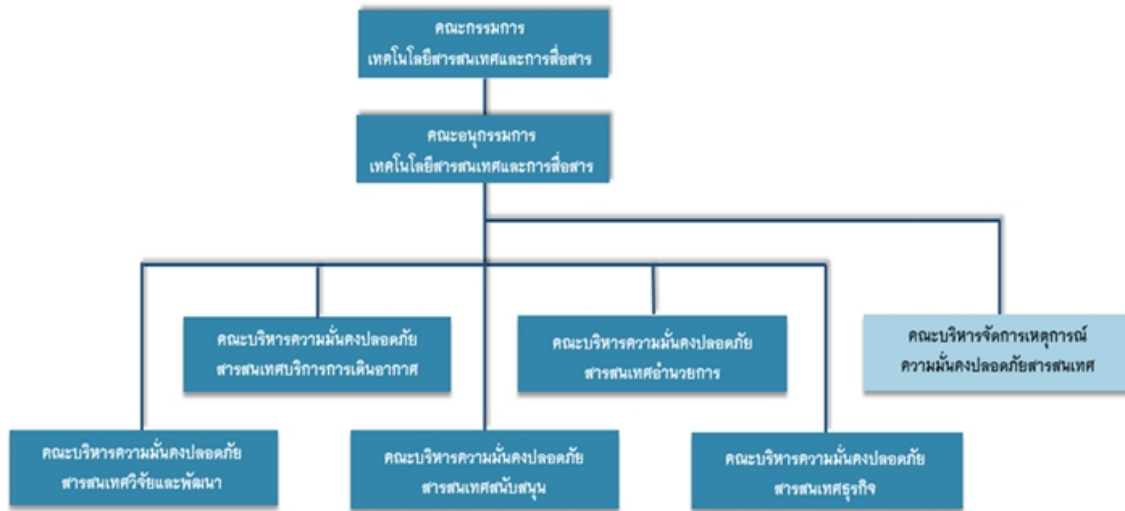 คณะกรรมการ
เทคโนโลยีสารสนเทศและการสื่อสาร
คณะอนุกรรมการ
เทคโนโลยีสารสนเทศและการสื่อสาร
คณะบริหารความมั่นคงปลอดภัย
สารสนเทศบริการการเดินอากาศ
คณะบริหารความมั่นคงปลอดภัย
สารสนเทศอำนวยการ
คณะบริหารจัดการเหตุการณ์
ความมั่นคงปลอดภัยสารสนเทศ
คณะบริหารความมั่นคงปลอดภัย
สารสนเทศวิจัยและพัฒนา
คณะบริหารความมั่นคงปลอดภัย
สารสนเทศสนับสนุน
คณะบริหารความมั่นคงปลอดภัย
สารสนเทศธุรกิจ